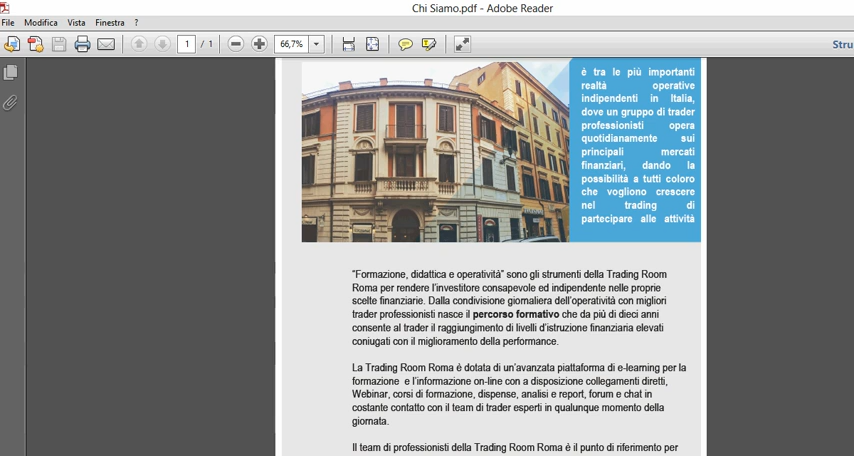 Chi Siamo.pdf - Adobe Reader
File Modifica Vista Finestra ?
1 / 1 66,7% Stru
è tra le più importanti
realtà operative
indipendenti in Italia,
dove un gruppo di trader
professionisti opera
quotidianamente sui
principali mercati
finanziari, dando la
possibilità a tutti coloro
che vogliono crescere
nel trading di
partecipare alle attività
“Formazione, didattica e operatività” sono gli strumenti della Trading Room
Roma per rendere l’investitore consapevole ed indipendente nelle proprie
scelte finanziarie. Dalla condivisione giornaliera dell’operatività con migliori
trader professionisti nasce il percorso formativo che da più di dieci anni
consente al trader il raggiungimento di livelli d’istruzione finanziaria elevati
coniugati con il miglioramento della performance.
La Trading Room Roma è dotata di un’avanzata piattaforma di e-learning per la
formazione e l’informazione on-line con a disposizione collegamenti diretti,
Webinar, corsi di formazione, dispense, analisi e report, forum e chat in
costante contatto con il team di trader esperti in qualunque momento della
giornata.
Il team di professionisti della Trading Room Roma è il punto di riferimento per